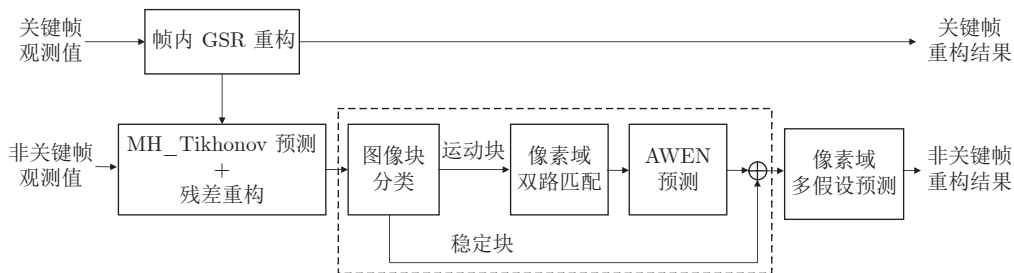 关键帧
观测值
帧内 GSR 重构
关键帧
重构结果
非关键帧
观测值
MH_Tikhonov 预测
+
残差重构
图像块
分类
运动块
像素域
双路匹配
AWEN
预测
像素域
多假设预测
非关键帧
重构结果
稳定块